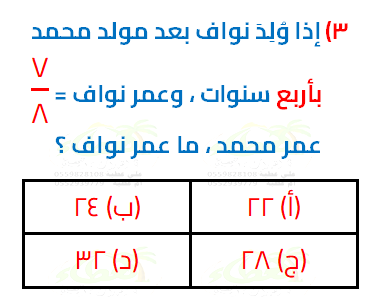 ٣) إذا وُلِدَ نواف بعد مولد محمد
بأربع سنوات ، وعمر نواف = ٧/٨
عمر محمد ، ما عمر نواف ؟
(أ) ٢٢
(ب) ٢٤
(ج) ٢٨
(د) ٣٢